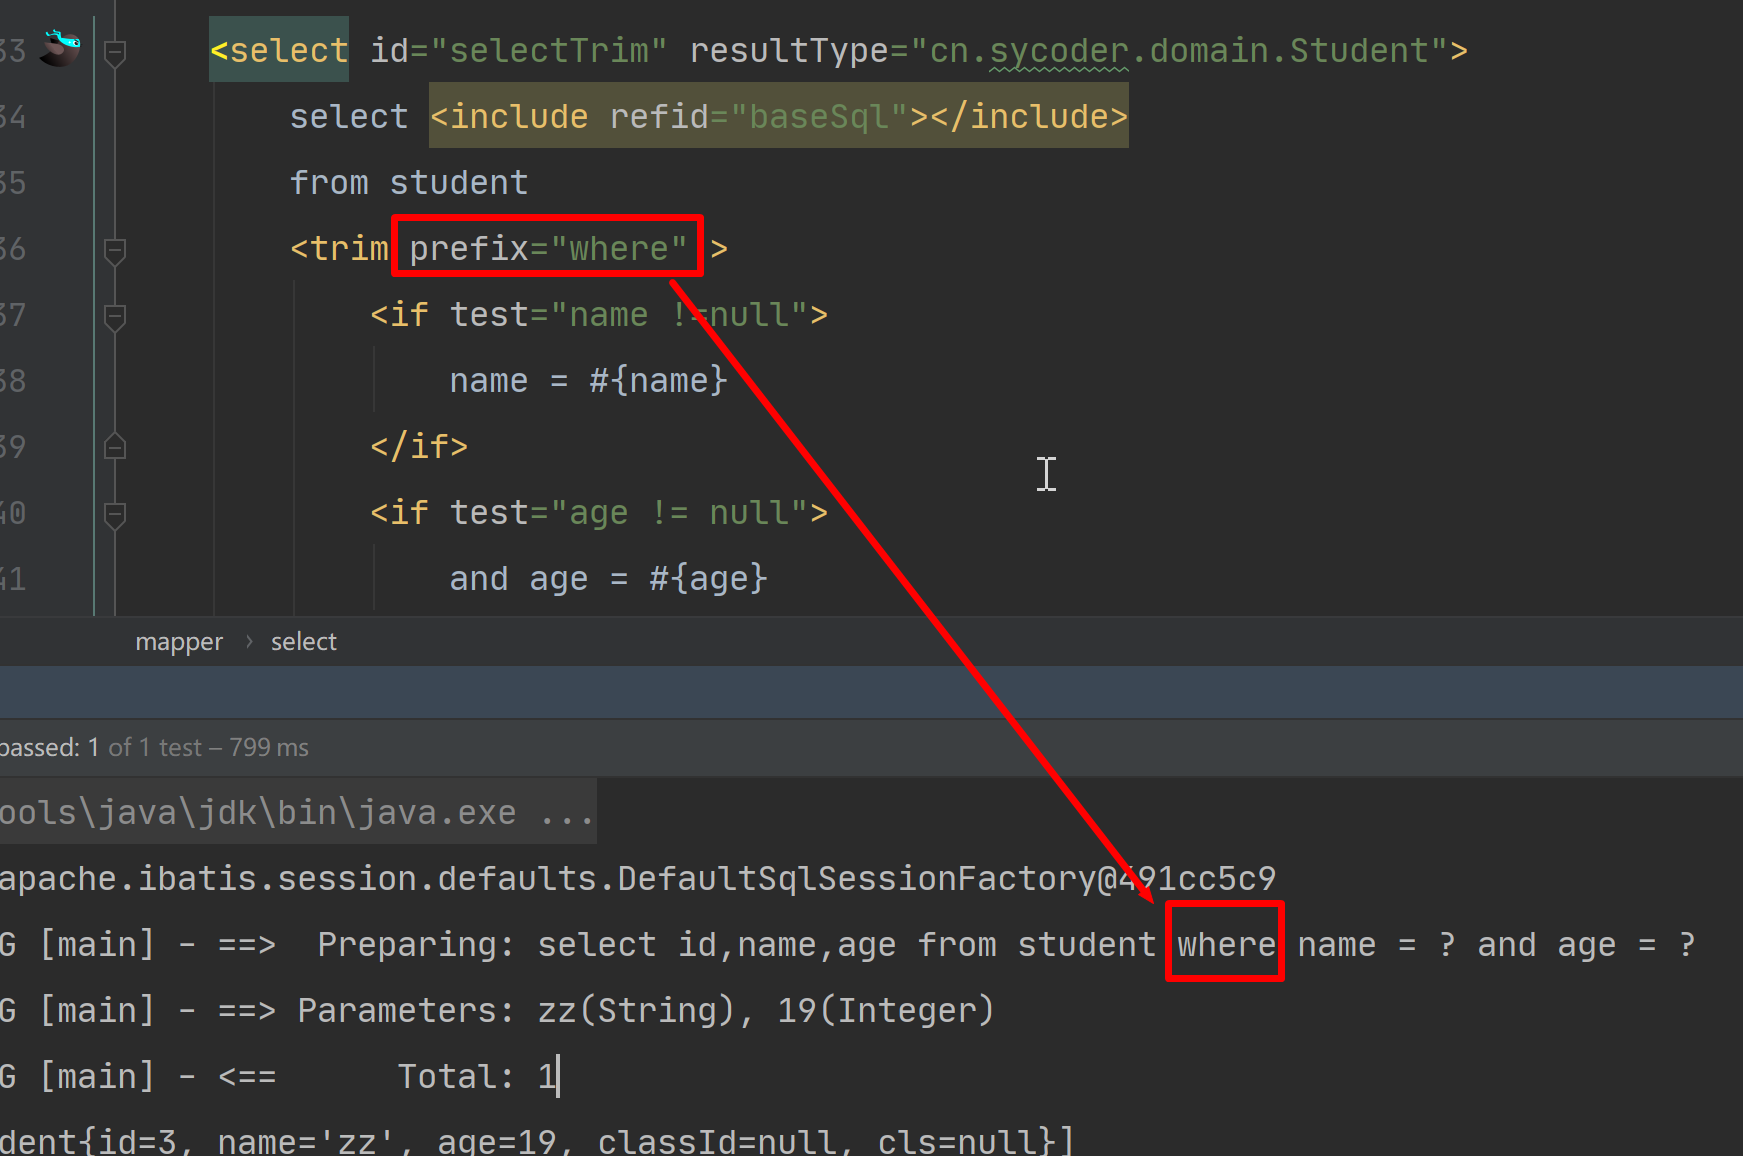 33 <select id="selectTrim" resultType="cn.sycoder.domain.Student">
34 select <include refid="baseSql"></include>
35 from student
36 <trim prefix="where" >
37 <if test="name !=null">
38 name = #{name}
39 </if>
40 <if test="age != null">
41 and age = #{age}
mapper › select
passed: 1 of 1 test – 799 ms
ools\java\jdk\bin\java.exe ...
apache.ibatis.session.defaults.DefaultSqlSessionFactory@491cc5c9
G [main] - ==>  Preparing: select id,name,age from student where name = ? and age = ?
G [main] - ==> Parameters: zz(String), 19(Integer)
G [main] - <==      Total: 1
dent{id=3, name='zz', age=19, classId=null, cls=null}]